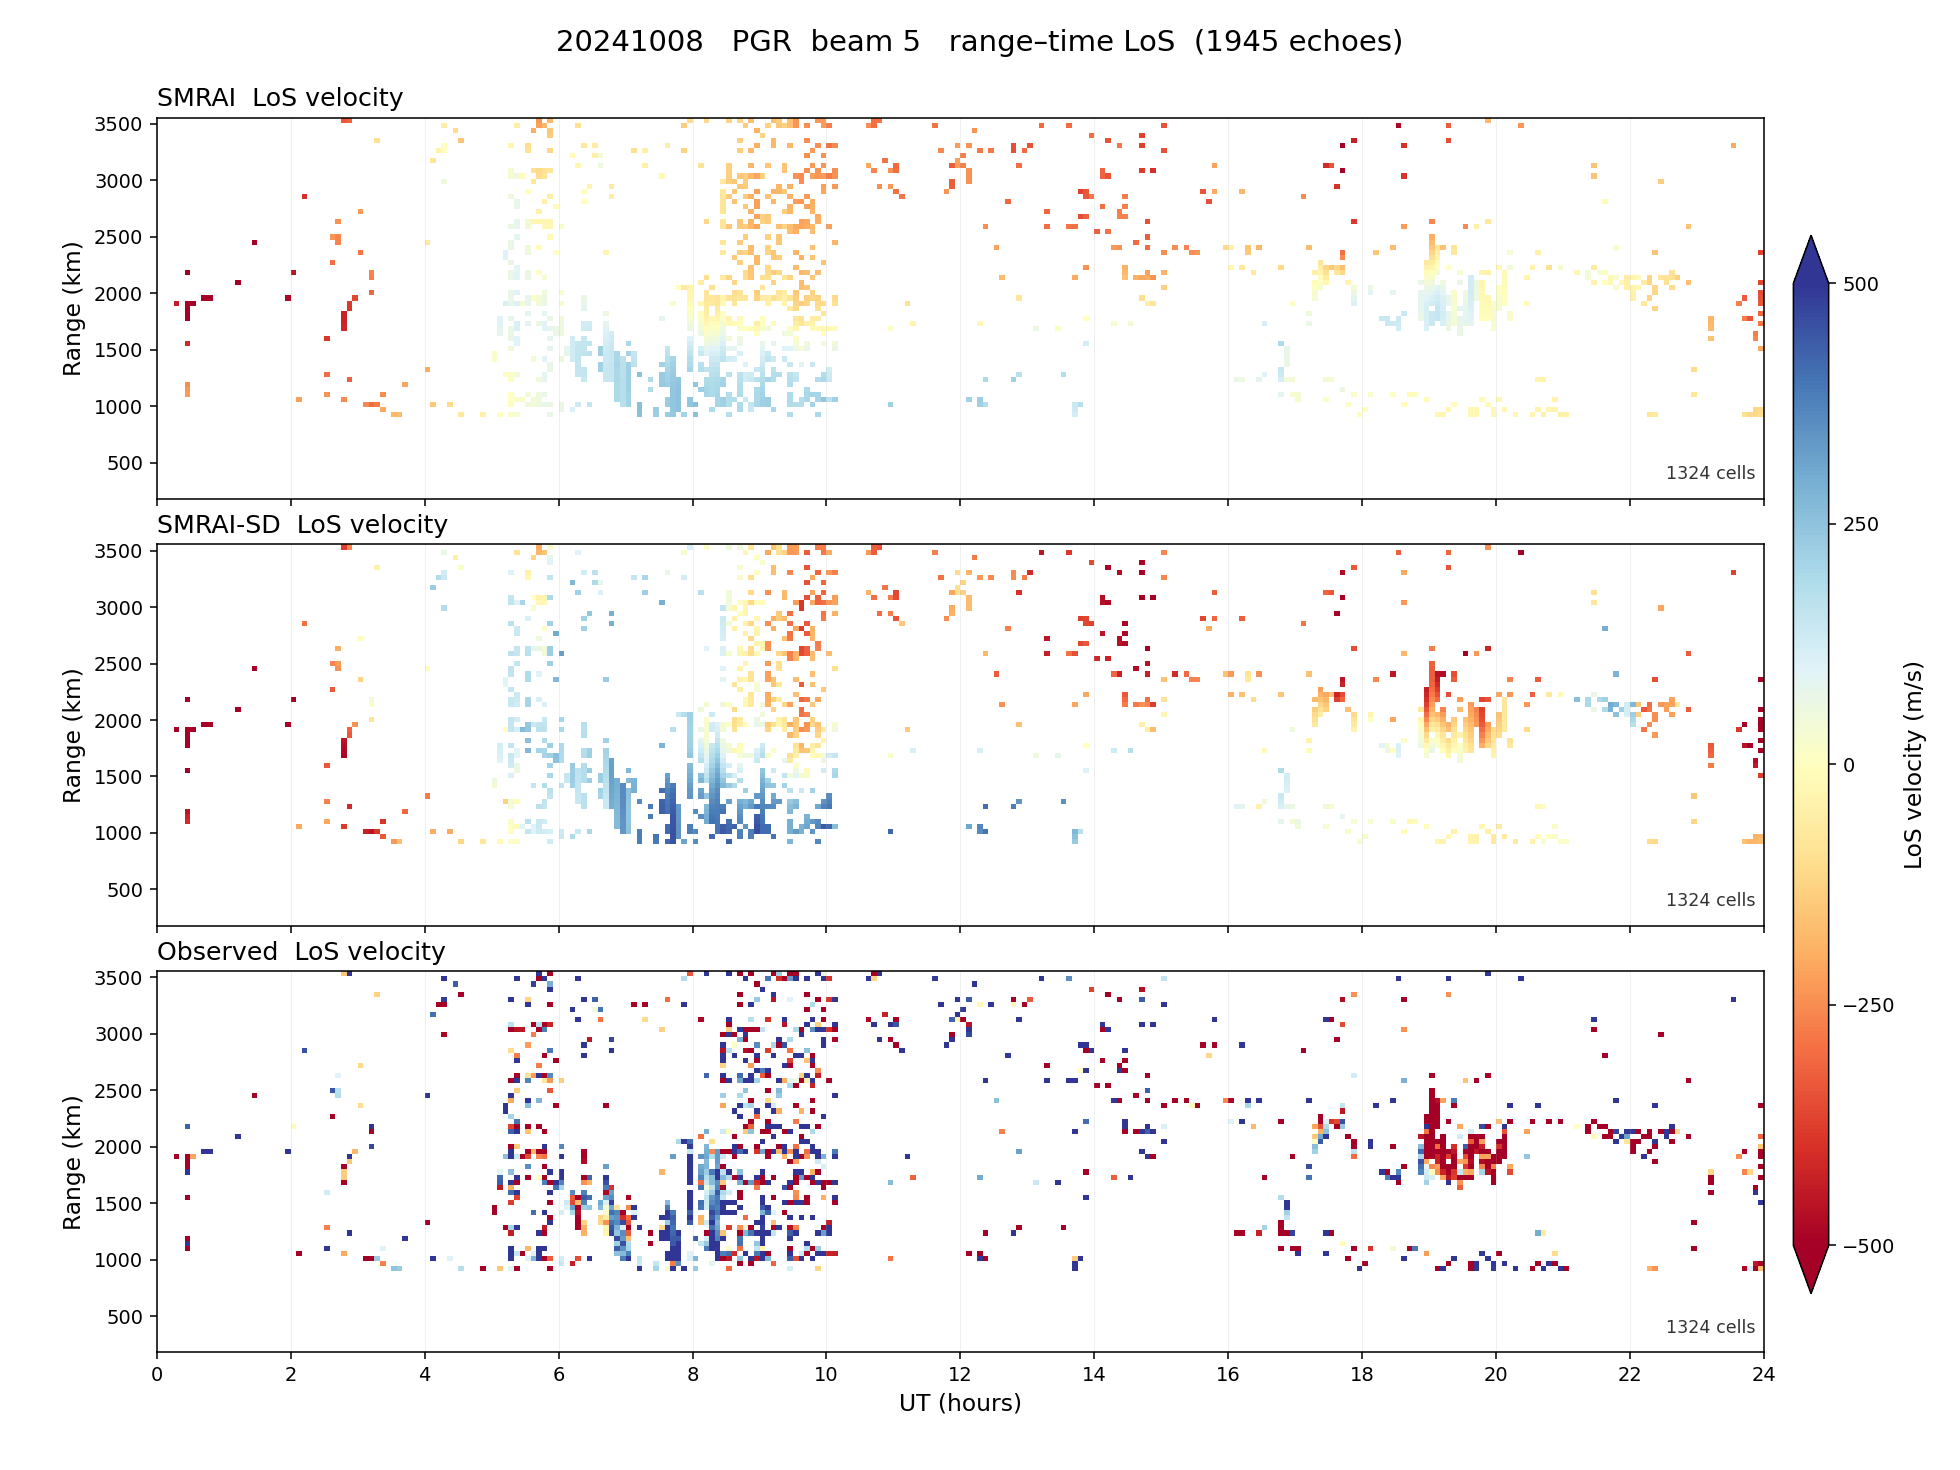 20241008   PGR  beam 5   range–time LoS  (1945 echoes)
SMRAI  LoS velocity
3500
3000
2500
2000
1500
1000
500
Range (km)
1324 cells
SMRAI-SD  LoS velocity
3500
3000
2500
2000
1500
1000
500
Range (km)
1324 cells
Observed  LoS velocity
3500
3000
2500
2000
1500
1000
500
Range (km)
1324 cells
0 2 4 6 8 10 12 14 16 18 20 22 24
UT (hours)
500
250
0
−250
−500
LoS velocity (m/s)